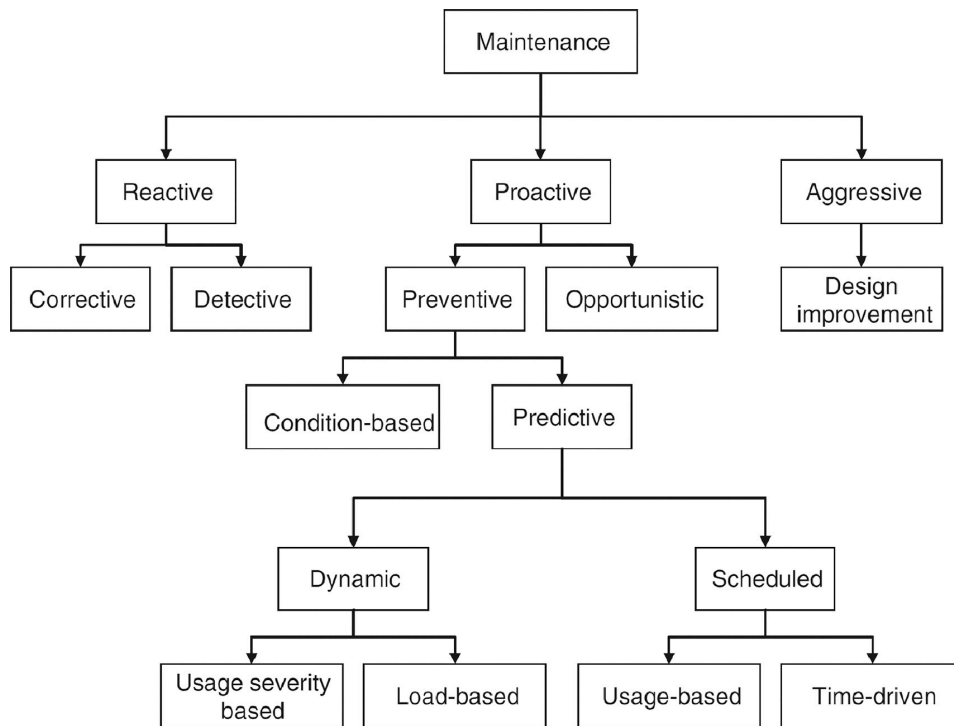 Maintenance
Reactive
Proactive
Aggressive
Corrective
Detective
Preventive
Opportunistic
Design
improvement
Condition-based
Predictive
Dynamic
Scheduled
Usage severity
based
Load-based
Usage-based
Time-driven